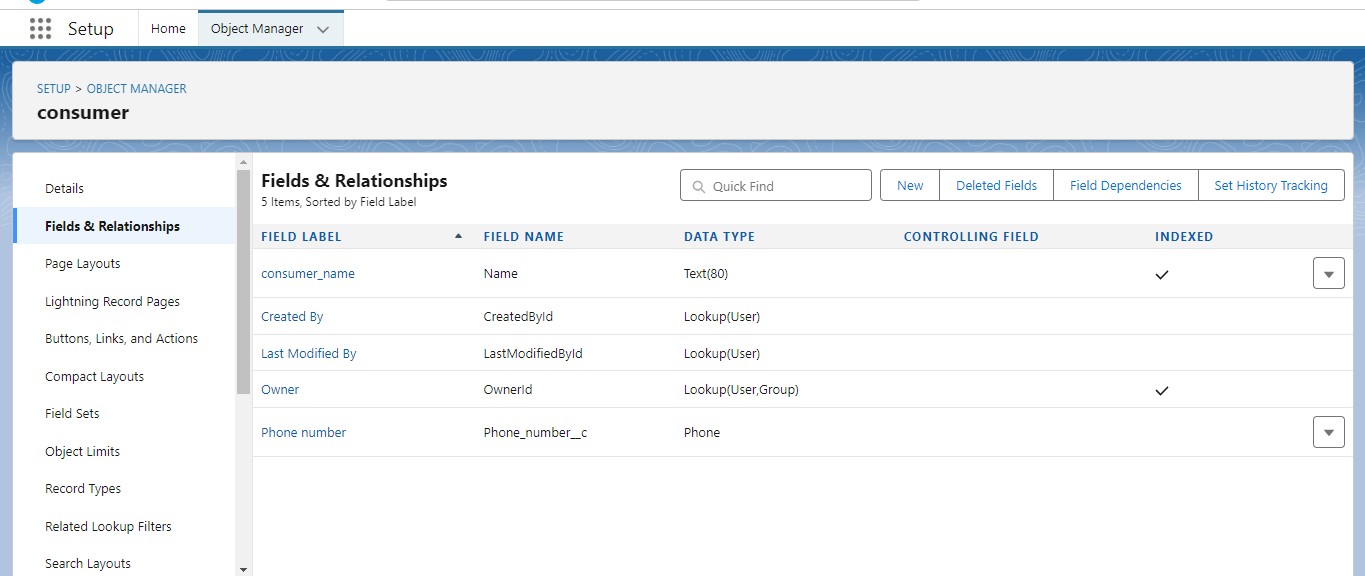 Setup Home Object Manager
SETUP > OBJECT MANAGER
consumer
Details
Fields & Relationships
Page Layouts
Lightning Record Pages
Buttons, Links, and Actions
Compact Layouts
Field Sets
Object Limits
Record Types
Related Lookup Filters
Search Layouts
Fields & Relationships
5 Items, Sorted by Field Label
Quick Find New Deleted Fields Field Dependencies Set History Tracking
FIELD LABEL FIELD NAME DATA TYPE CONTROLLING FIELD INDEXED
consumer_name Name Text(80)
Created By CreatedById Lookup(User)
Last Modified By LastModifiedById Lookup(User)
Owner OwnerId Lookup(User,Group)
Phone number Phone_number__c Phone